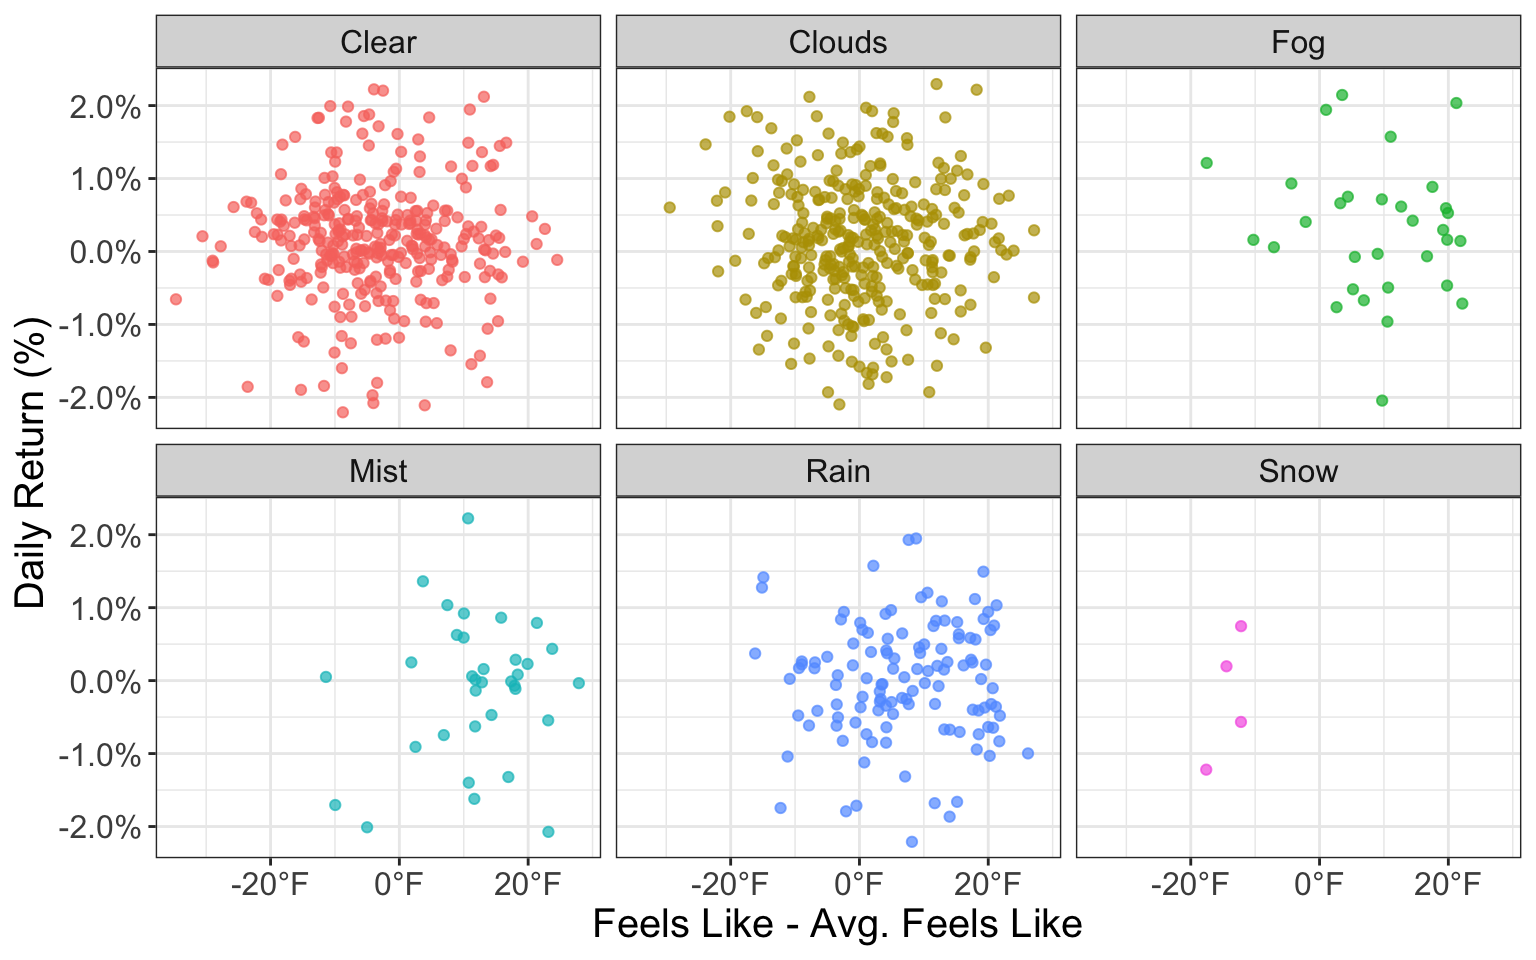 Clear
Clouds
Fog
2.0%
1.0%
0.0%
-1.0%
-2.0%
Mist
Rain
Snow
2.0%
1.0%
0.0%
-1.0%
-2.0%
Daily Return (%)
-20°F 0°F 20°F
-20°F 0°F 20°F
-20°F 0°F 20°F
Feels Like - Avg. Feels Like